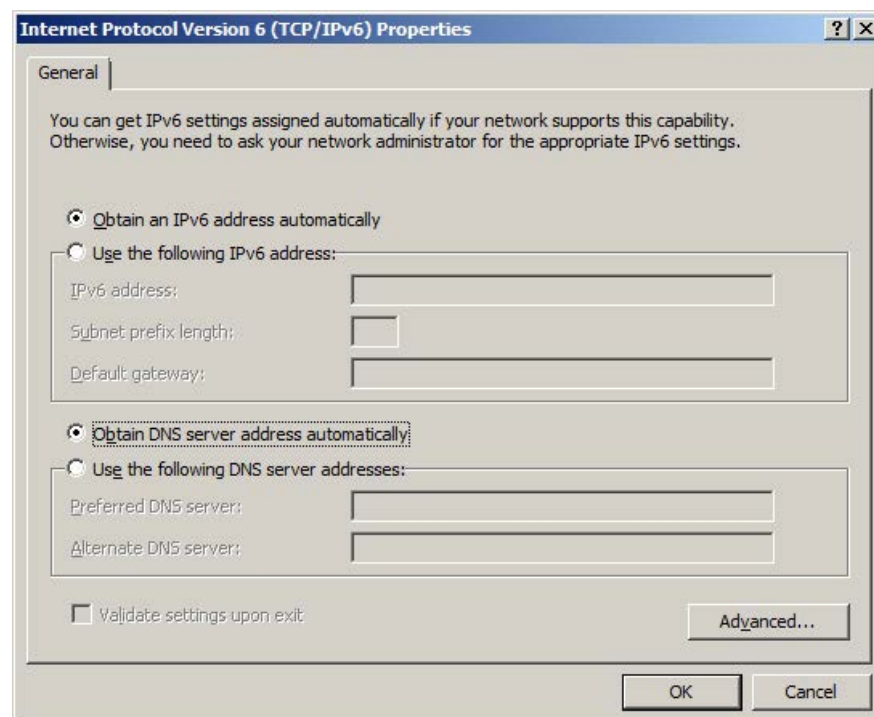 Internet Protocol Version 6 (TCP/IPv6) Properties
General
You can get IPv6 settings assigned automatically if your network supports this capability.
Otherwise, you need to ask your network administrator for the appropriate IPv6 settings.
Obtain an IPv6 address automatically
Use the following IPv6 address:
IPv6 address:
Subnet prefix length:
Default gateway:
Obtain DNS server address automatically
Use the following DNS server addresses:
Preferred DNS server:
Alternate DNS server:
Validate settings upon exit
Advanced...
OK Cancel